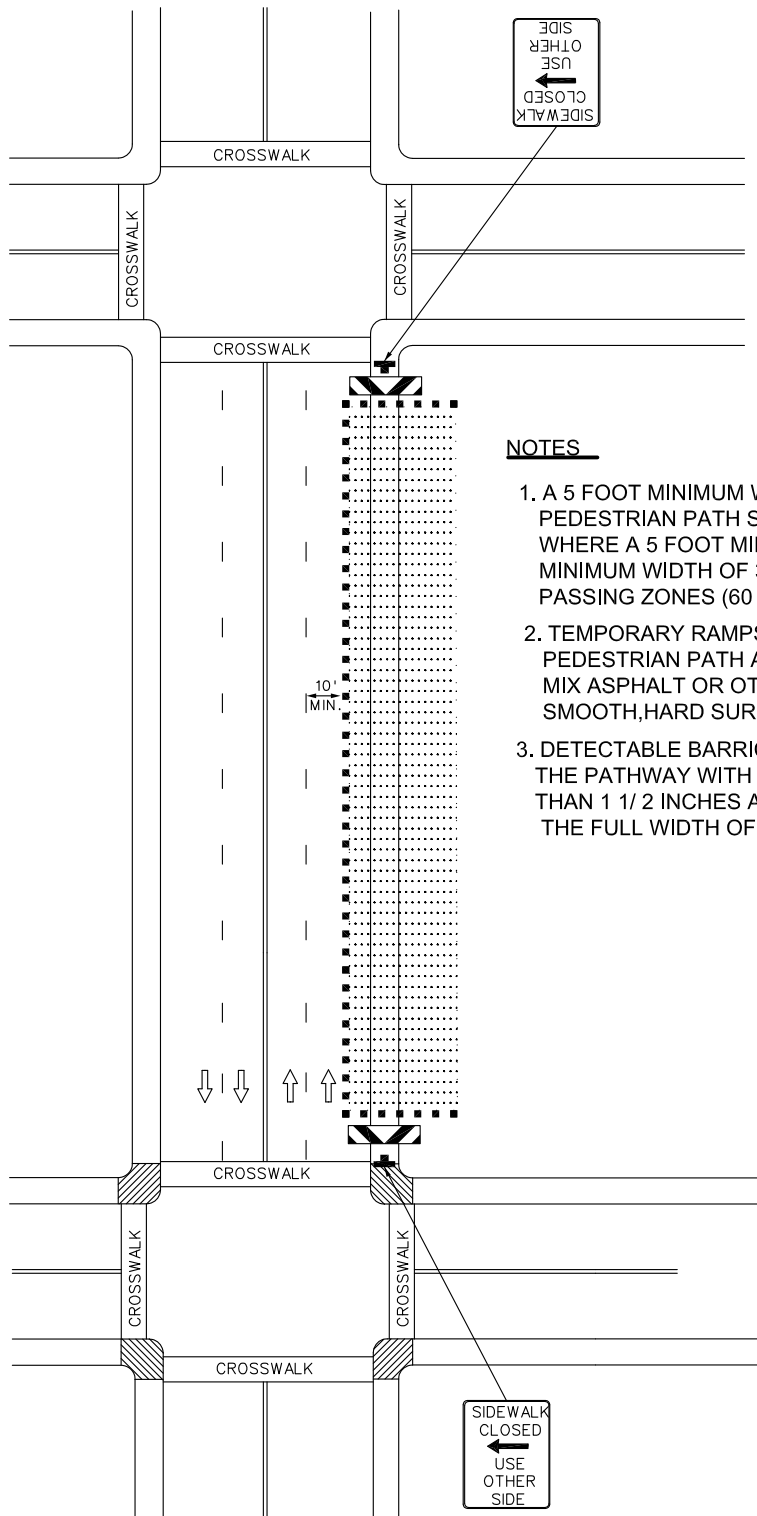 SIDEWALK
CLOSED
USE
OTHER
SIDE
CROSSWALK
CROSSWALK
CROSSWALK
CROSSWALK
NOTES
1. A 5 FOOT MINIMUM
PEDESTRIAN PATH
WHERE A 5 FOOT
MINIMUM WIDTH OF
PASSING ZONES (60
2. TEMPORARY
PEDESTRIAN PATH
MIX ASPHALT OR
SMOOTH,HARD
3. DETECTABLE
THE PATHWAY WITH
THAN 1 1/ 2 INCHES
THE FULL WIDTH OF
10'
MIN.
CROSSWALK
CROSSWALK
CROSSWALK
CROSSWALK
SIDEWALK
CLOSED
USE
OTHER
SIDE